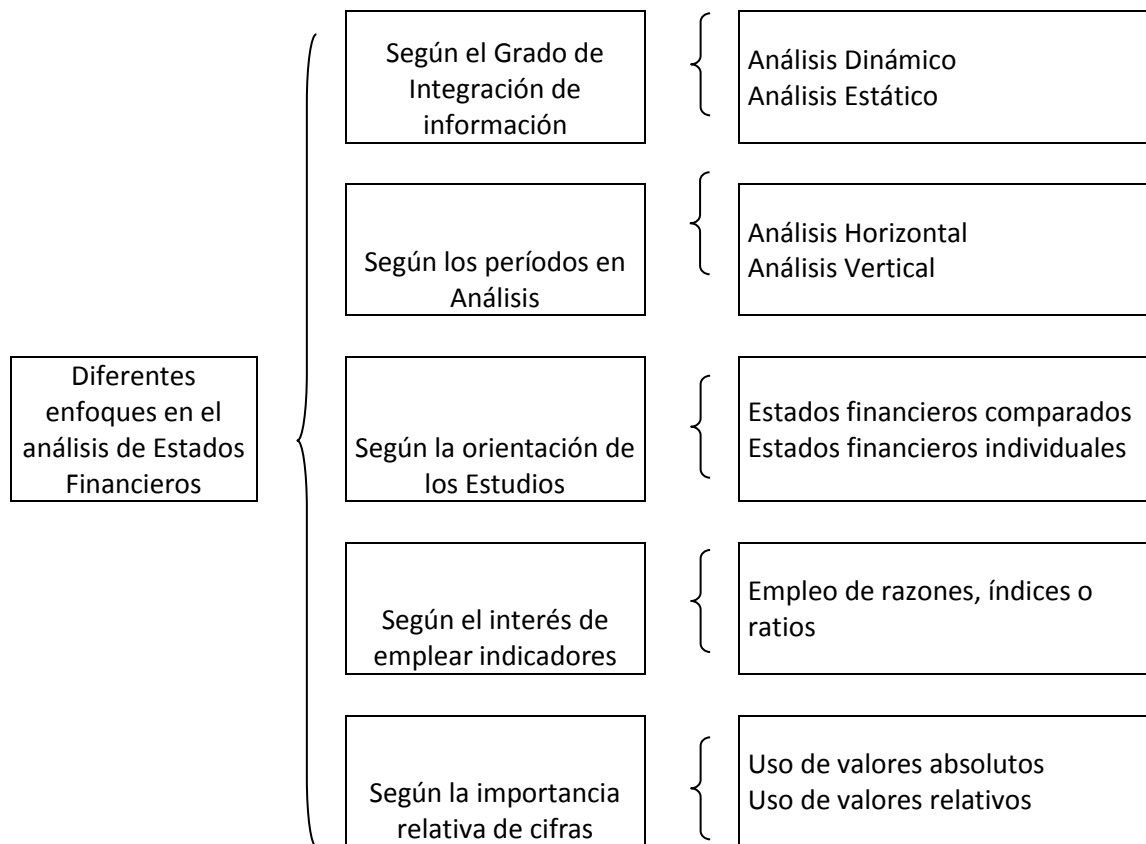 Diferentes
enfoques en el
análisis de Estados
Financieros
Según el Grado de
Integración de
información
Análisis Dinámico
Análisis Estático
Según los períodos en
Análisis
Análisis Horizontal
Análisis Vertical
Según la orientación de
los Estudios
Estados financieros comparados
Estados financieros individuales
Según el interés de
emplear indicadores
Empleo de razones, índices o
ratios
Según la importancia
relativa de cifras
Uso de valores absolutos
Uso de valores relativos